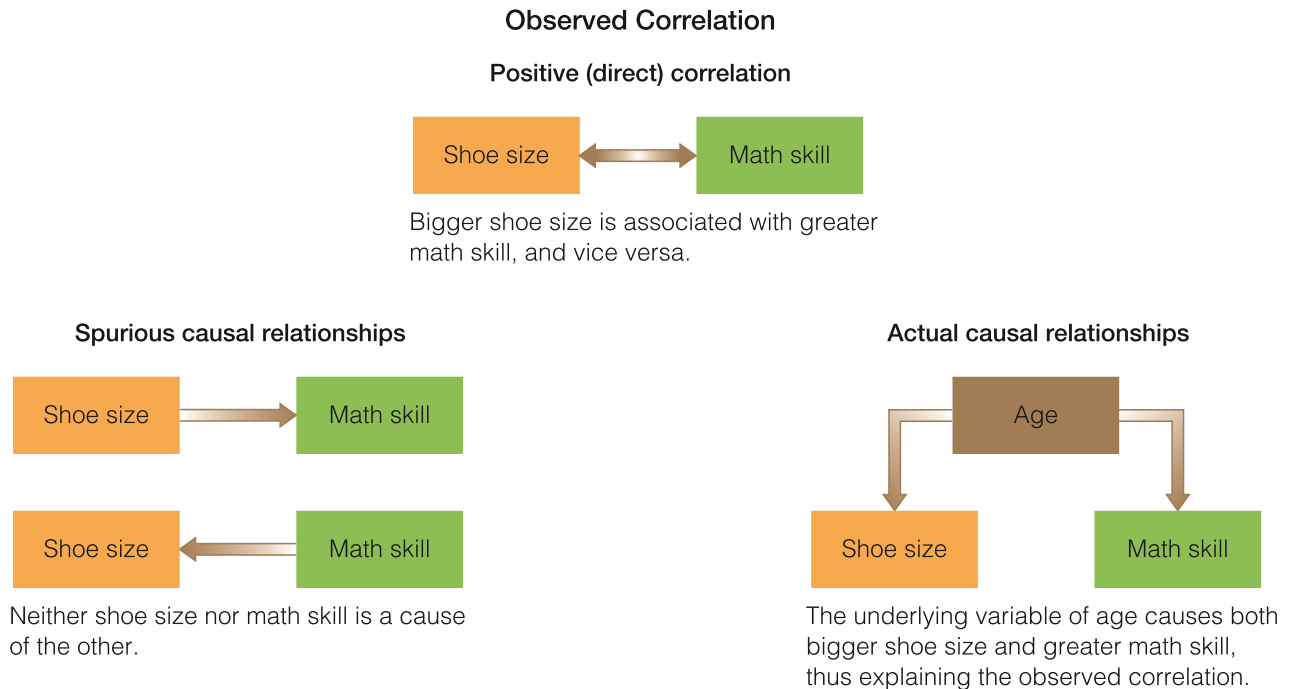 Observed Correlation
Positive (direct) correlation
Shoe size
Math skill
Bigger shoe size is associated with greater
math skill, and vice versa.
Spurious causal relationships
Shoe size
Math skill
Shoe size
Math skill
Neither shoe size nor math skill is a cause
of the other.
Actual causal relationships
Age
Shoe size
Math skill
The underlying variable of age causes both
bigger shoe size and greater math skill,
thus explaining the observed correlation.